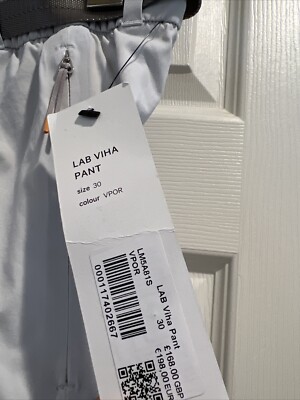 LAB VIHA
PANT
size 30
colour VPOR
LM5A81S
VPOR
0001174026667
LAB Viha Pant
30
£168.00 GBP
€198.00 EUR